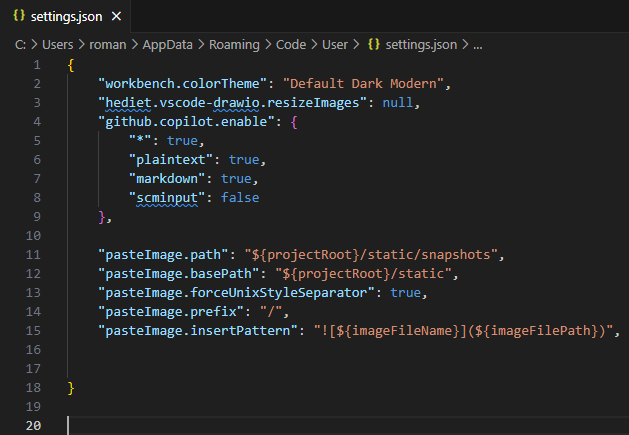 settings.json
C: > Users > roman > AppData > Roaming > Code > User > settings.json > ...
1 {
2 "workbench.colorTheme": "Default Dark Modern",
3 "hediet.vscode-drawio.resizeImages": null,
4 "github.copilot.enable": {
5 "*": true,
6 "plaintext": true,
7 "markdown": true,
8 "scminput": false
9 },
10
11 "pasteImage.path": "${projectRoot}/static/snapshots",
12 "pasteImage.basePath": "${projectRoot}/static",
13 "pasteImage.forceUnixStyleSeparator": true,
14 "pasteImage.prefix": "/",
15 "pasteImage.insertPattern": "![${imageFileName}](${imageFilePath})",
16
17
18 }
19
20